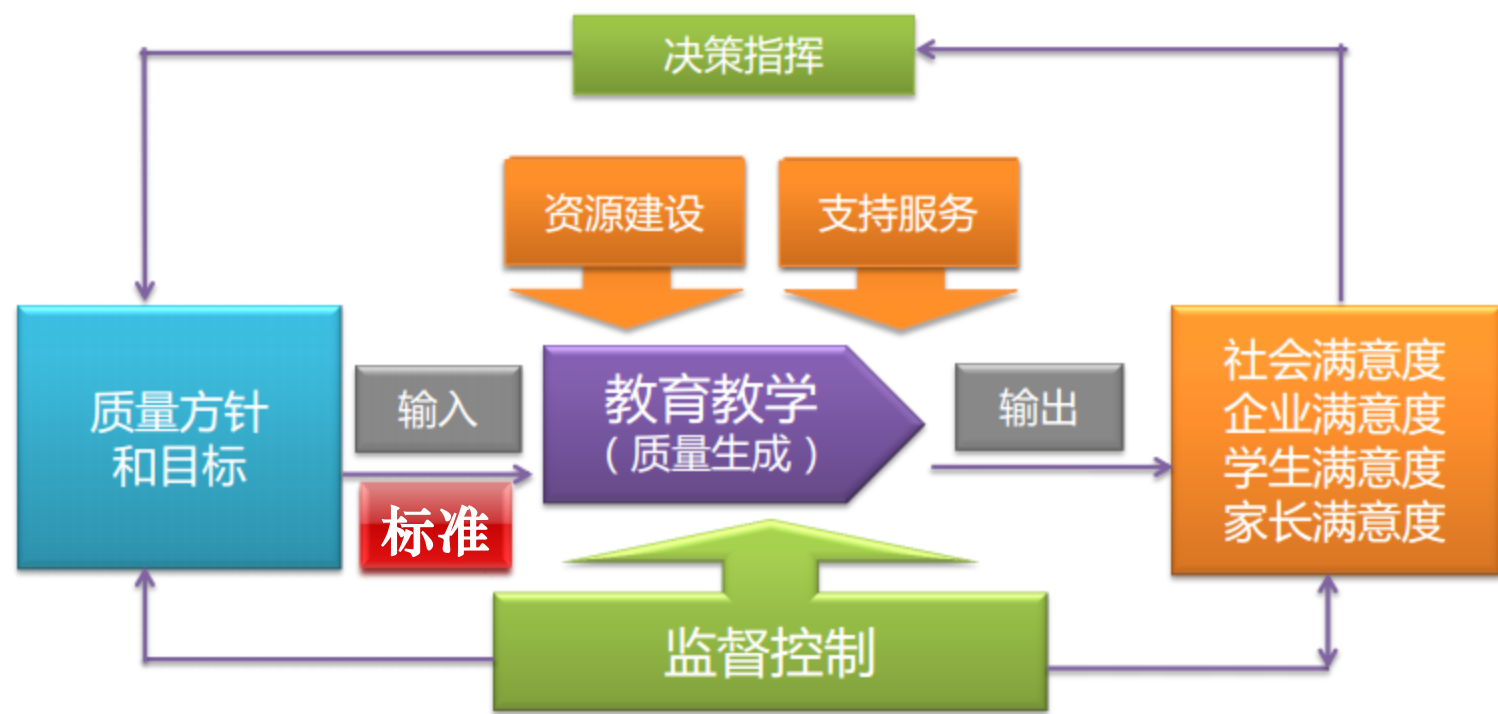 决策指挥
资源建设
支持服务
质量方针
和目标
输入
标准
教育教学
（质量生成）
输出
社会满意度
企业满意度
学生满意度
家长满意度
监督控制